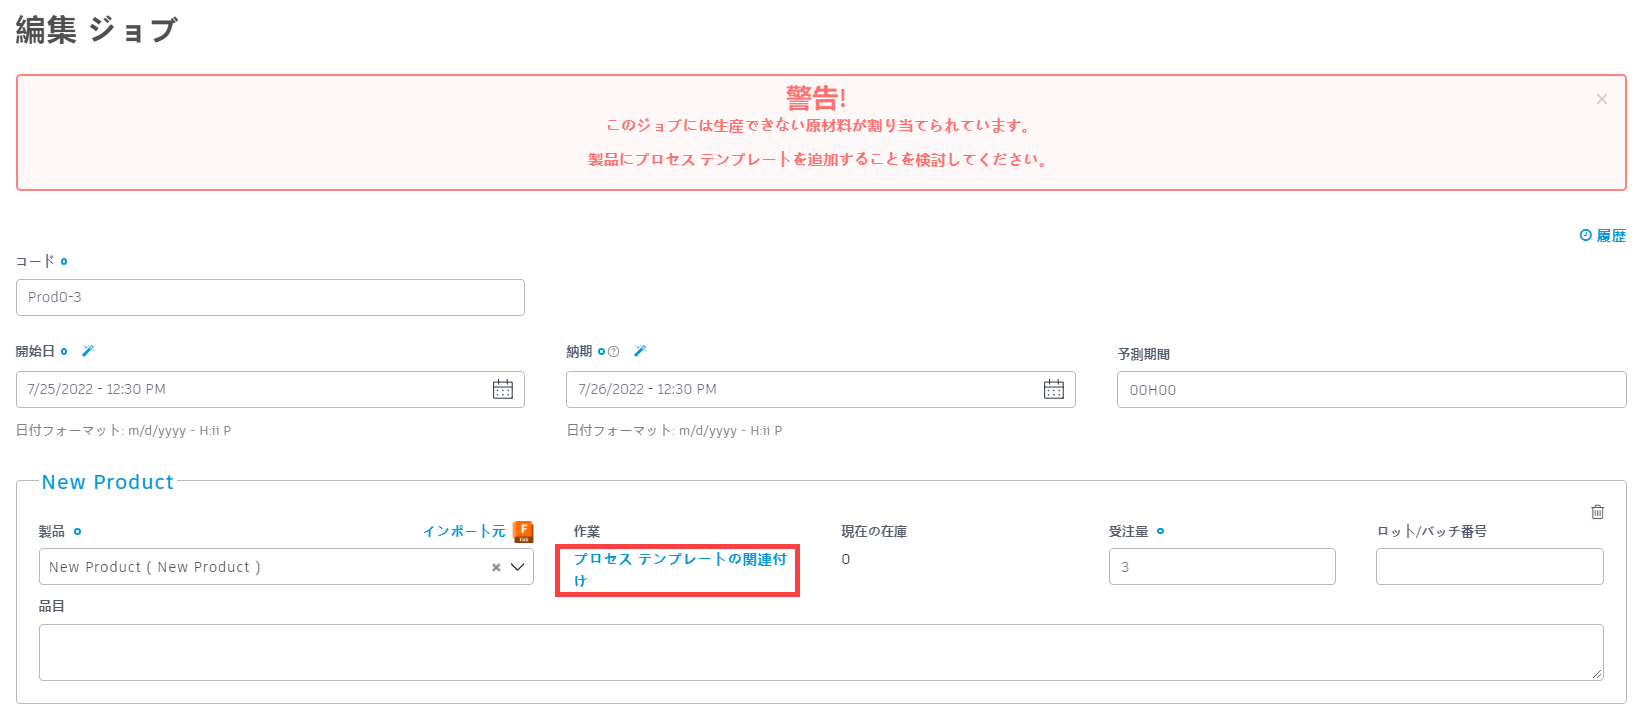 編集 ジョブ
警告!
このジョブには生産できない原材料が割り当てられています。
製品にプロセス テンプレートを追加することを検討してください。
履歴
コード
Prod0-3
開始日
納期
予測期間
7/25/2022 - 12:30 PM
7/26/2022 - 12:30 PM
00H00
日付フォーマット: m/d/yyyy - H:ii P
日付フォーマット: m/d/yyyy - H:ii P
New Product
製品
インポート元
作業
現在の在庫
受注量
ロット/バッチ番号
New Product ( New Product )
プロセス テンプレートの関連付
け
0
3
品目